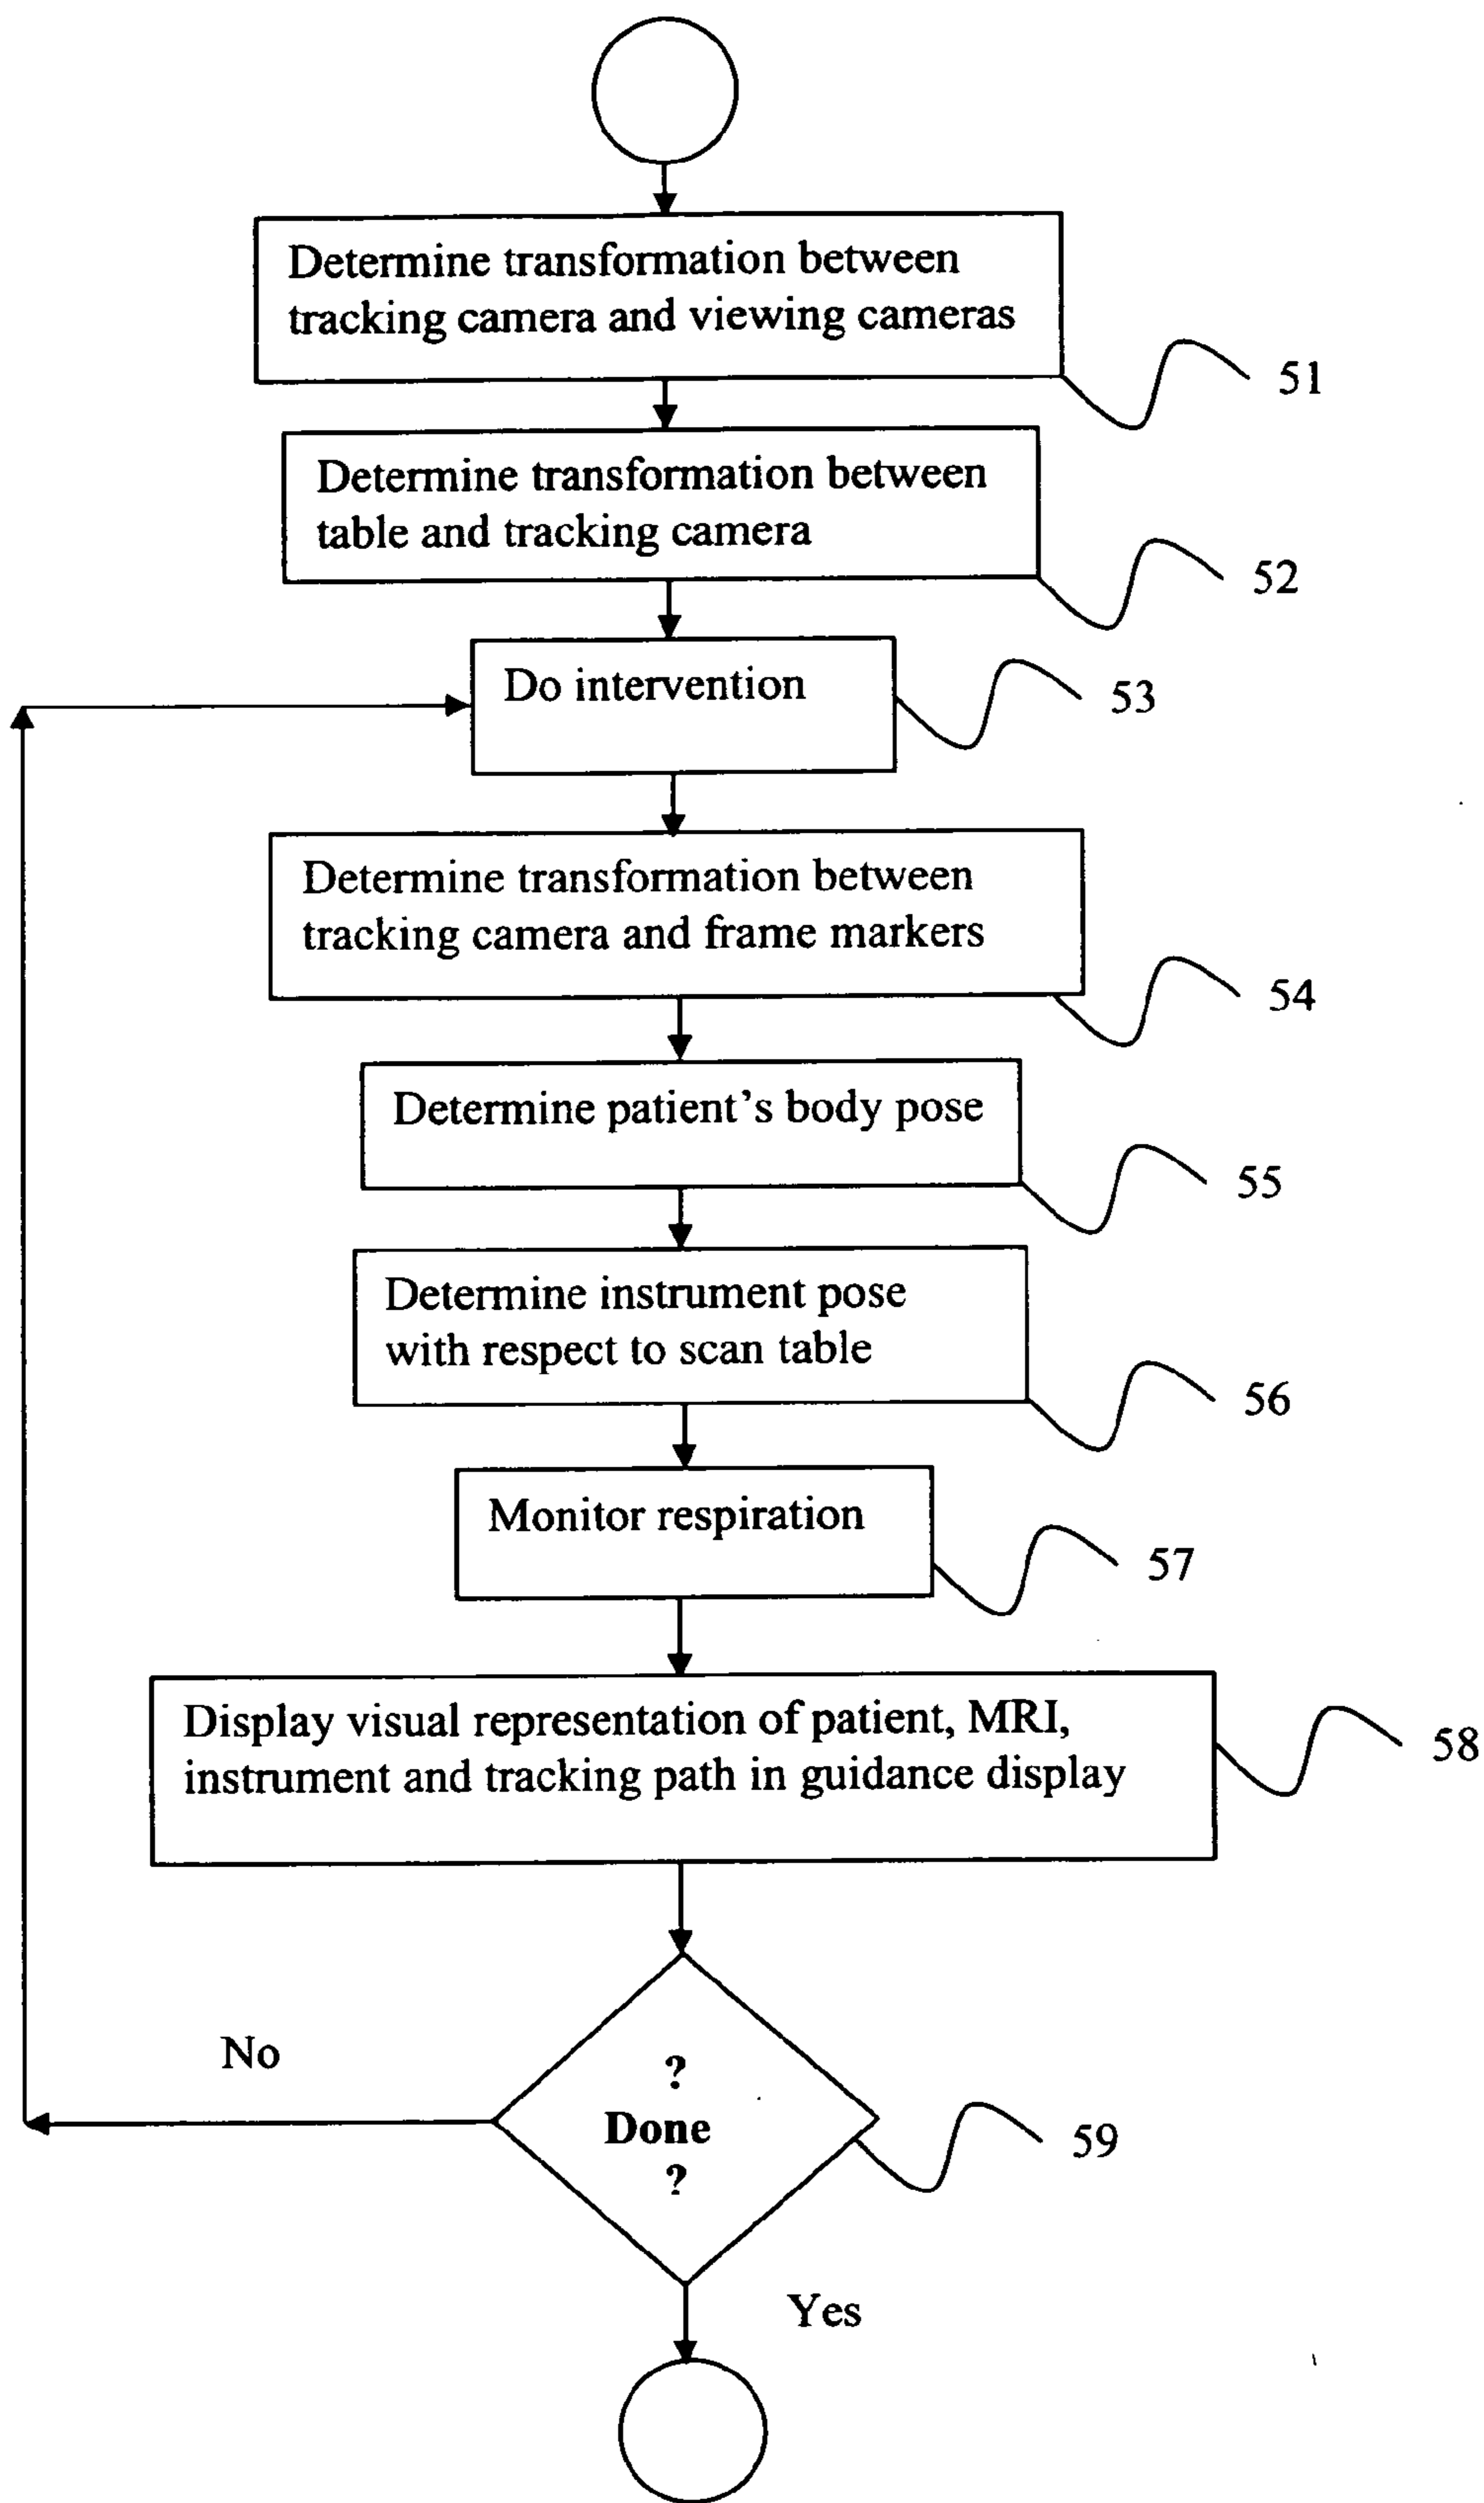 Determine transformation between
tracking camera and viewing cameras
51
Determine transformation between
table and tracking camera
52
Do intervention
53
Determine transformation between
tracking camera and frame markers
54
Determine patient's body pose
55
Determine instrument pose
with respect to scan table
56
Monitor respiration
57
Display visual representation of patient, MRI,
instrument and tracking path in guidance display
58
No
?
Done
?
59
Yes